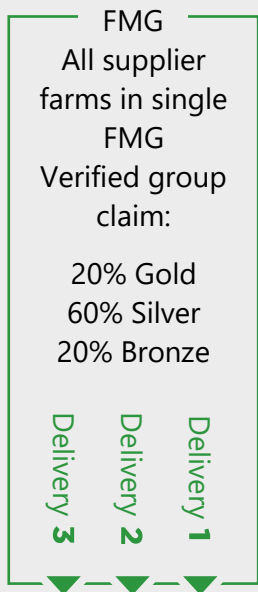 FMG
All supplier
farms in single
FMG
Verified group
claim:
20% Gold
60% Silver
20% Bronze
Delivery 3
Delivery 2
Delivery 1